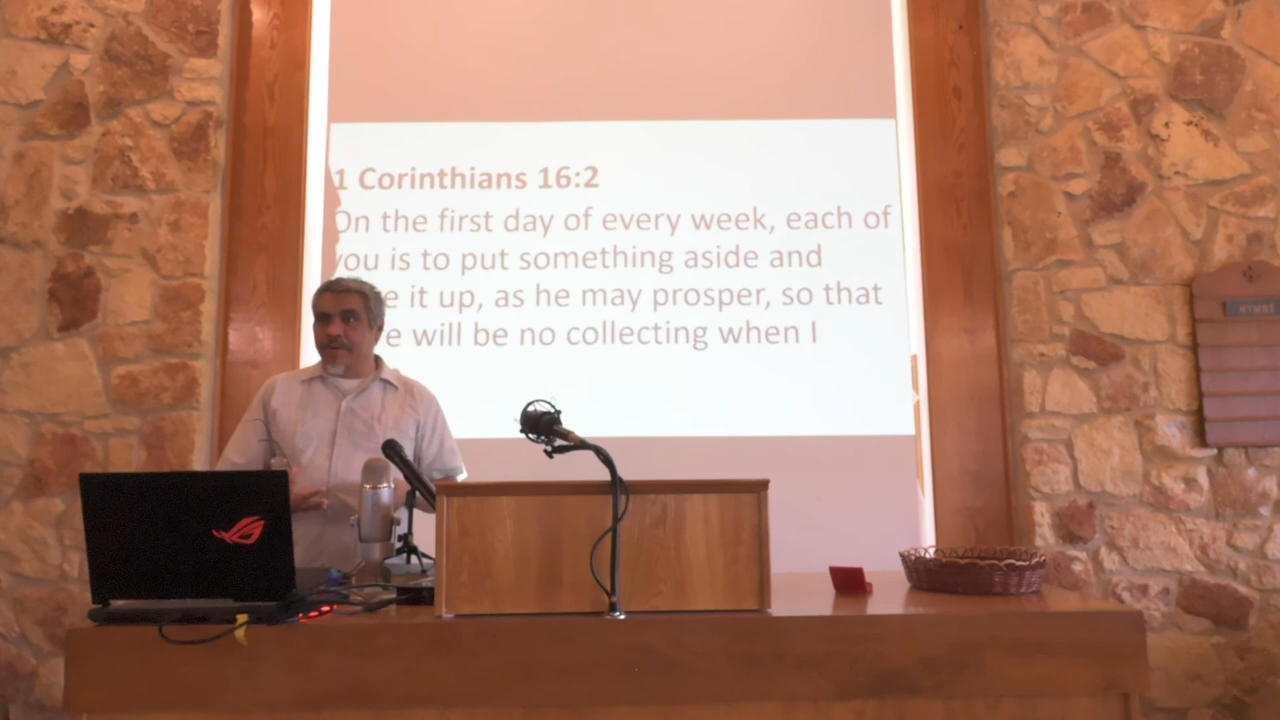 1 Corinthians 16:2
On the first day of every week, each of
you is to put something aside and
e it up, as he may prosper, so that
e will be no collecting when I
HYMNS